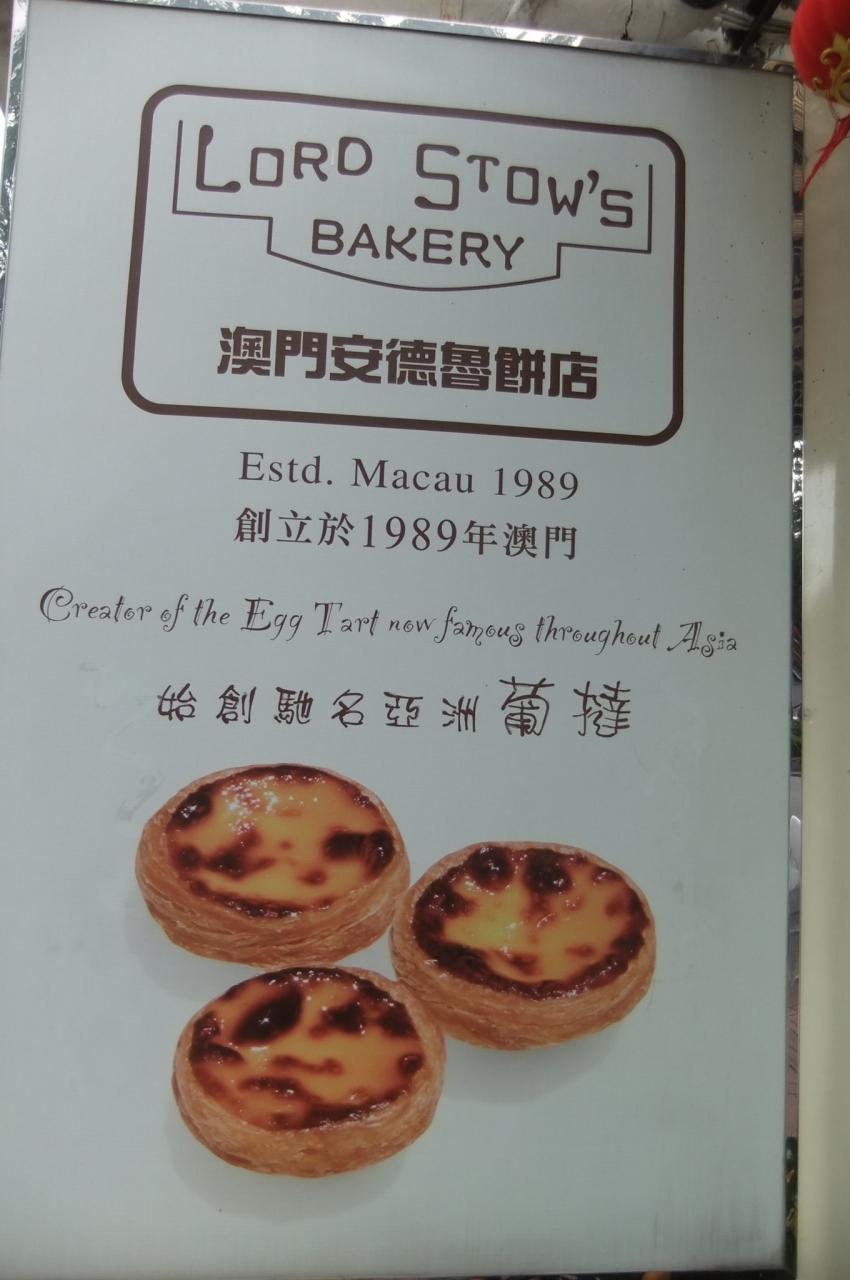 LORD STOW'S
BAKERY
澳門安德魯餅店
Estd. Macau 1989
創立於1989年澳門
Creator of the Egg Tart now famous throughout Asia
始創馳名亞洲葡撻